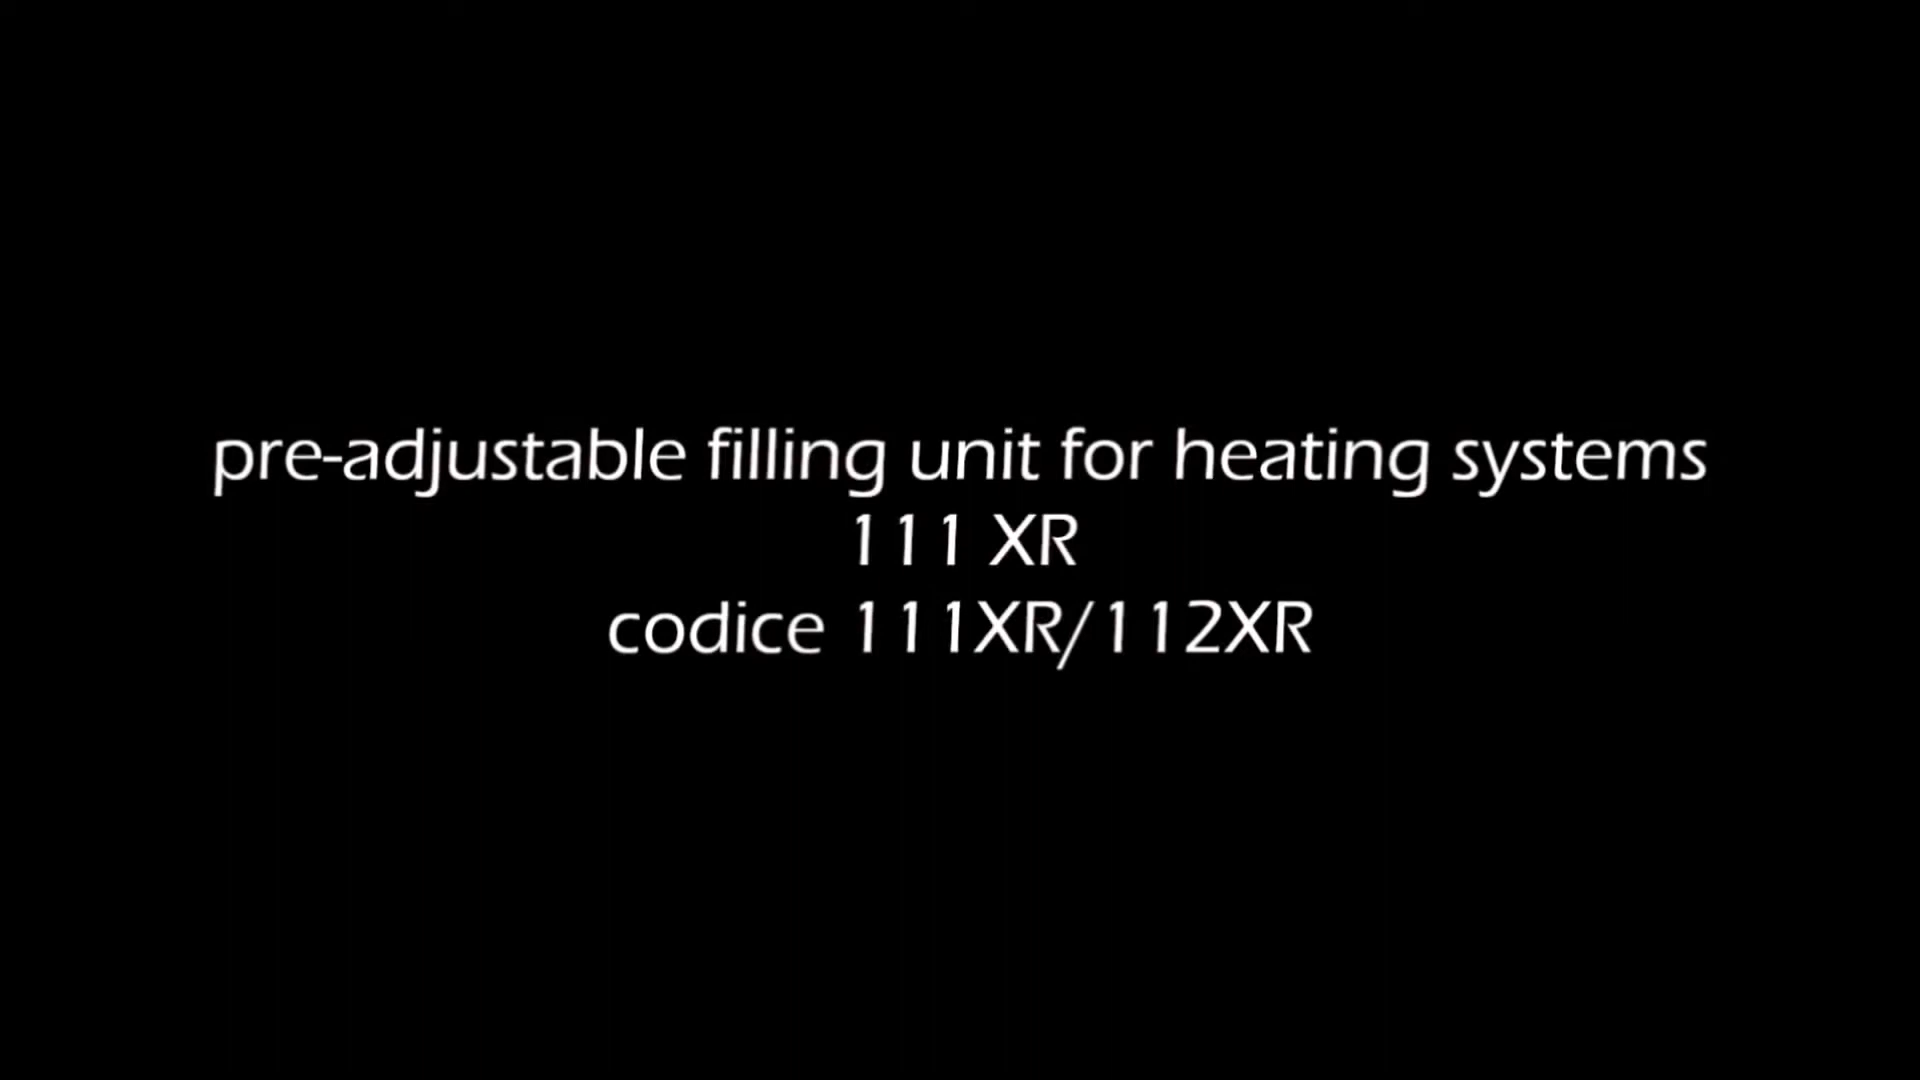 pre-adjustable filling unit for heating systems
111 XR
codice 111XR/112XR